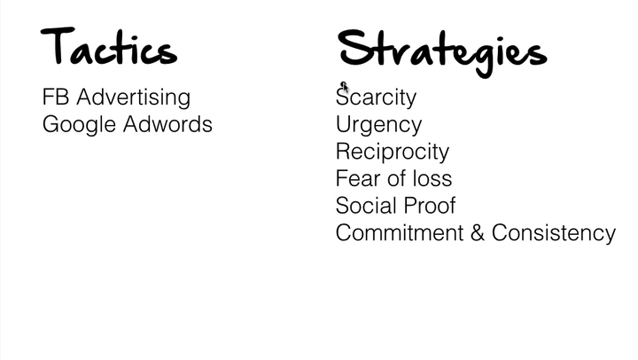 Tactics
FB Advertising
Google Adwords
Strategies
Scarcity
Urgency
Reciprocity
Fear of loss
Social Proof
Commitment & Consistency